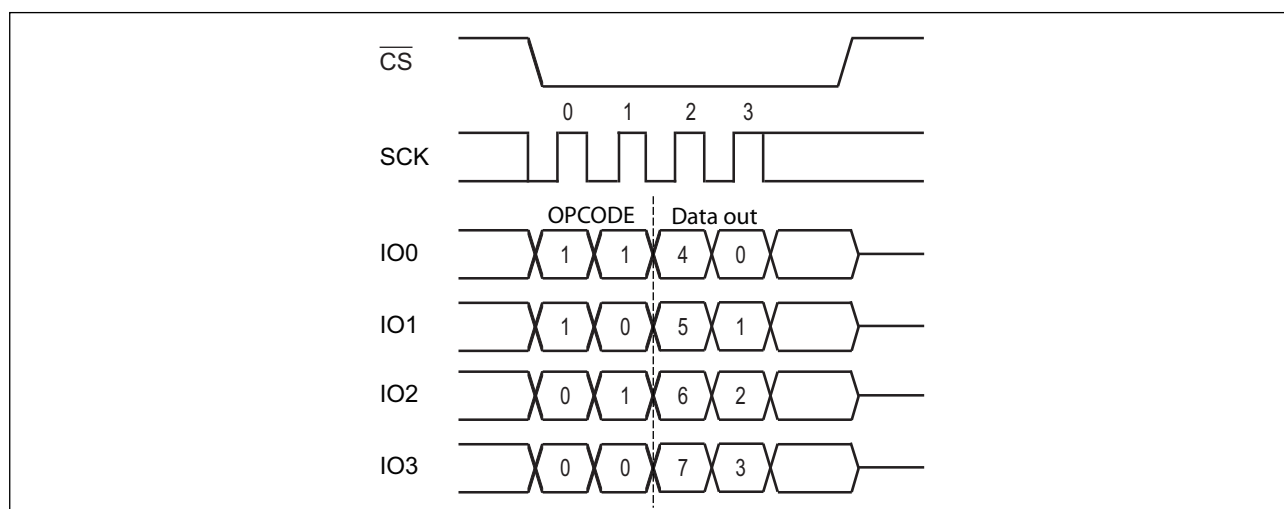 CS
0 1 2 3
SCK
OPCODE Data out
IO0 1 1 4 0
IO1 1 0 5 1
IO2 0 1 6 2
IO3 0 0 7 3